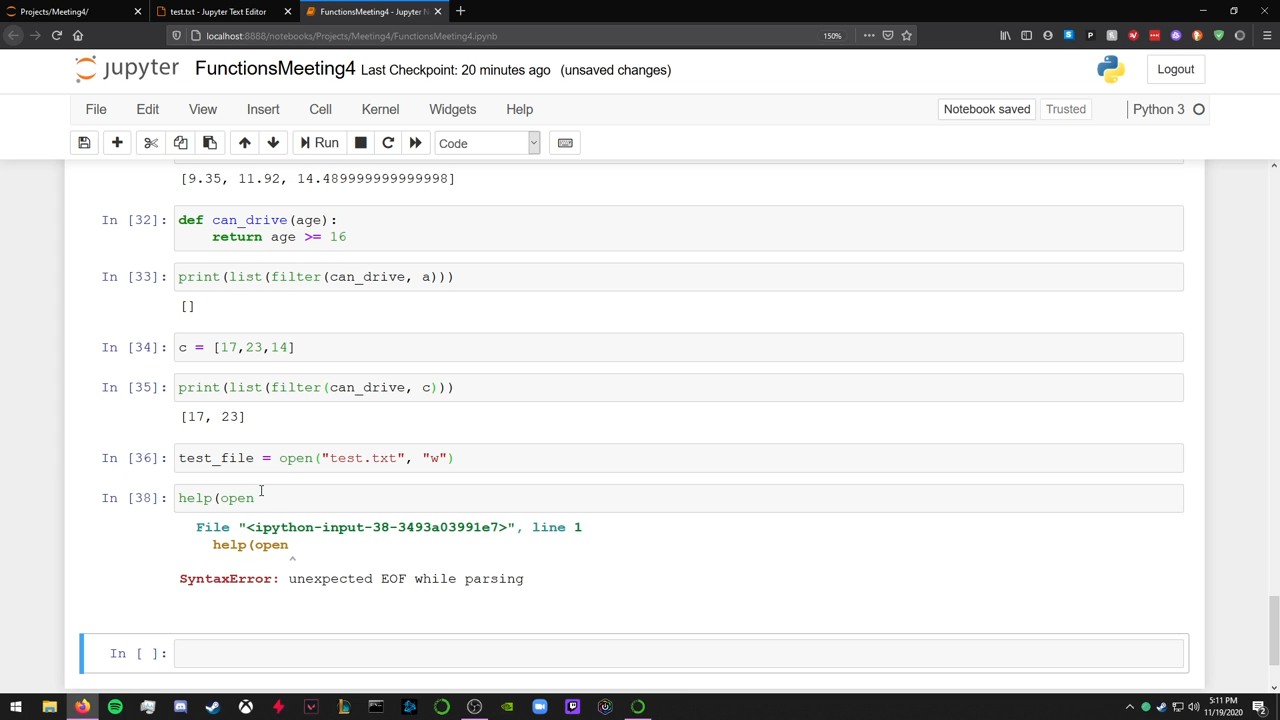 Projects/Meeting4/
test.txt - Jupyter Text Editor
FunctionsMeeting4 - Jupyter N
localhost:8888/notebooks/Projects/Meeting4/FunctionsMeeting4.ipynb
150%
jupyter FunctionsMeeting4 Last Checkpoint: 20 minutes ago (unsaved changes)
Logout
File Edit View Insert Cell Kernel Widgets Help
Notebook saved Trusted Python 3
Run Code
[9.35, 11.92, 14.489999999999998]
In [32]: def can_drive(age):
return age >= 16
In [33]: print(list(filter(can_drive, a)))
[]
In [34]: c = [17,23,14]
In [35]: print(list(filter(can_drive, c)))
[17, 23]
In [36]: test_file = open("test.txt", "w")
In [38]: help(open
File "<ipython-input-38-3493a03991e7>", line 1
help(open
^
SyntaxError: unexpected EOF while parsing
In [ ]:
5:11 PM
11/19/2020
2